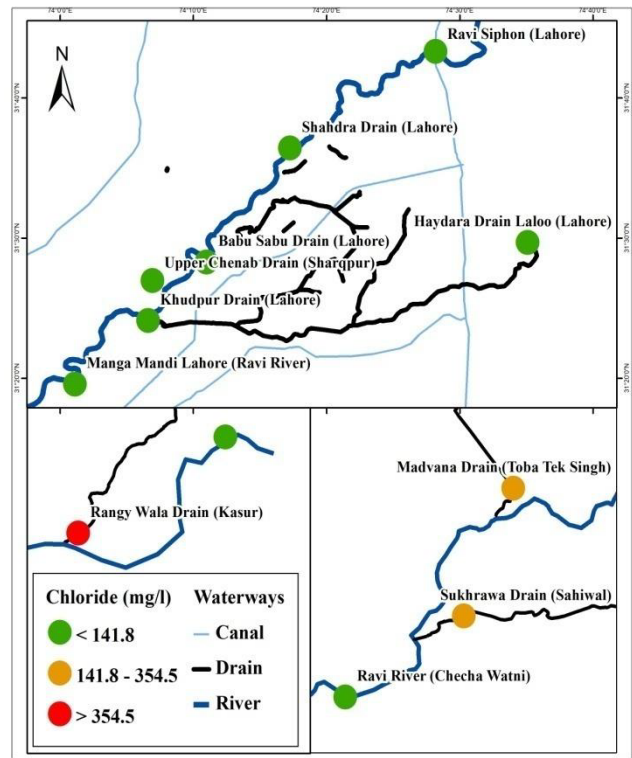 74°0'0"E 74°10'0"E 74°20'0"E 74°30'0"E 74°40'0"E
N
Ravi Siphon (Lahore)
31°40'0"N
31°40'0"N
Shahdra Drain (Lahore)
Haydara Drain Laloo (Lahore)
31°30'0"N
31°30'0"N
Babu Sabu Drain (Lahore)
Upper Chenab Drain (Sharqpur)
Khudpur Drain (Lahore)
Manga Mandi Lahore (Ravi River)
31°20'0"N
31°20'0"N
Rangy Wala Drain (Kasur)
Chloride (mg/l)
< 141.8
141.8 - 354.5
> 354.5
Waterways
Canal
Drain
River
Madvana Drain (Toba Tek Singh)
Sukhrawa Drain (Sahiwal)
Ravi River (Checha Watni)